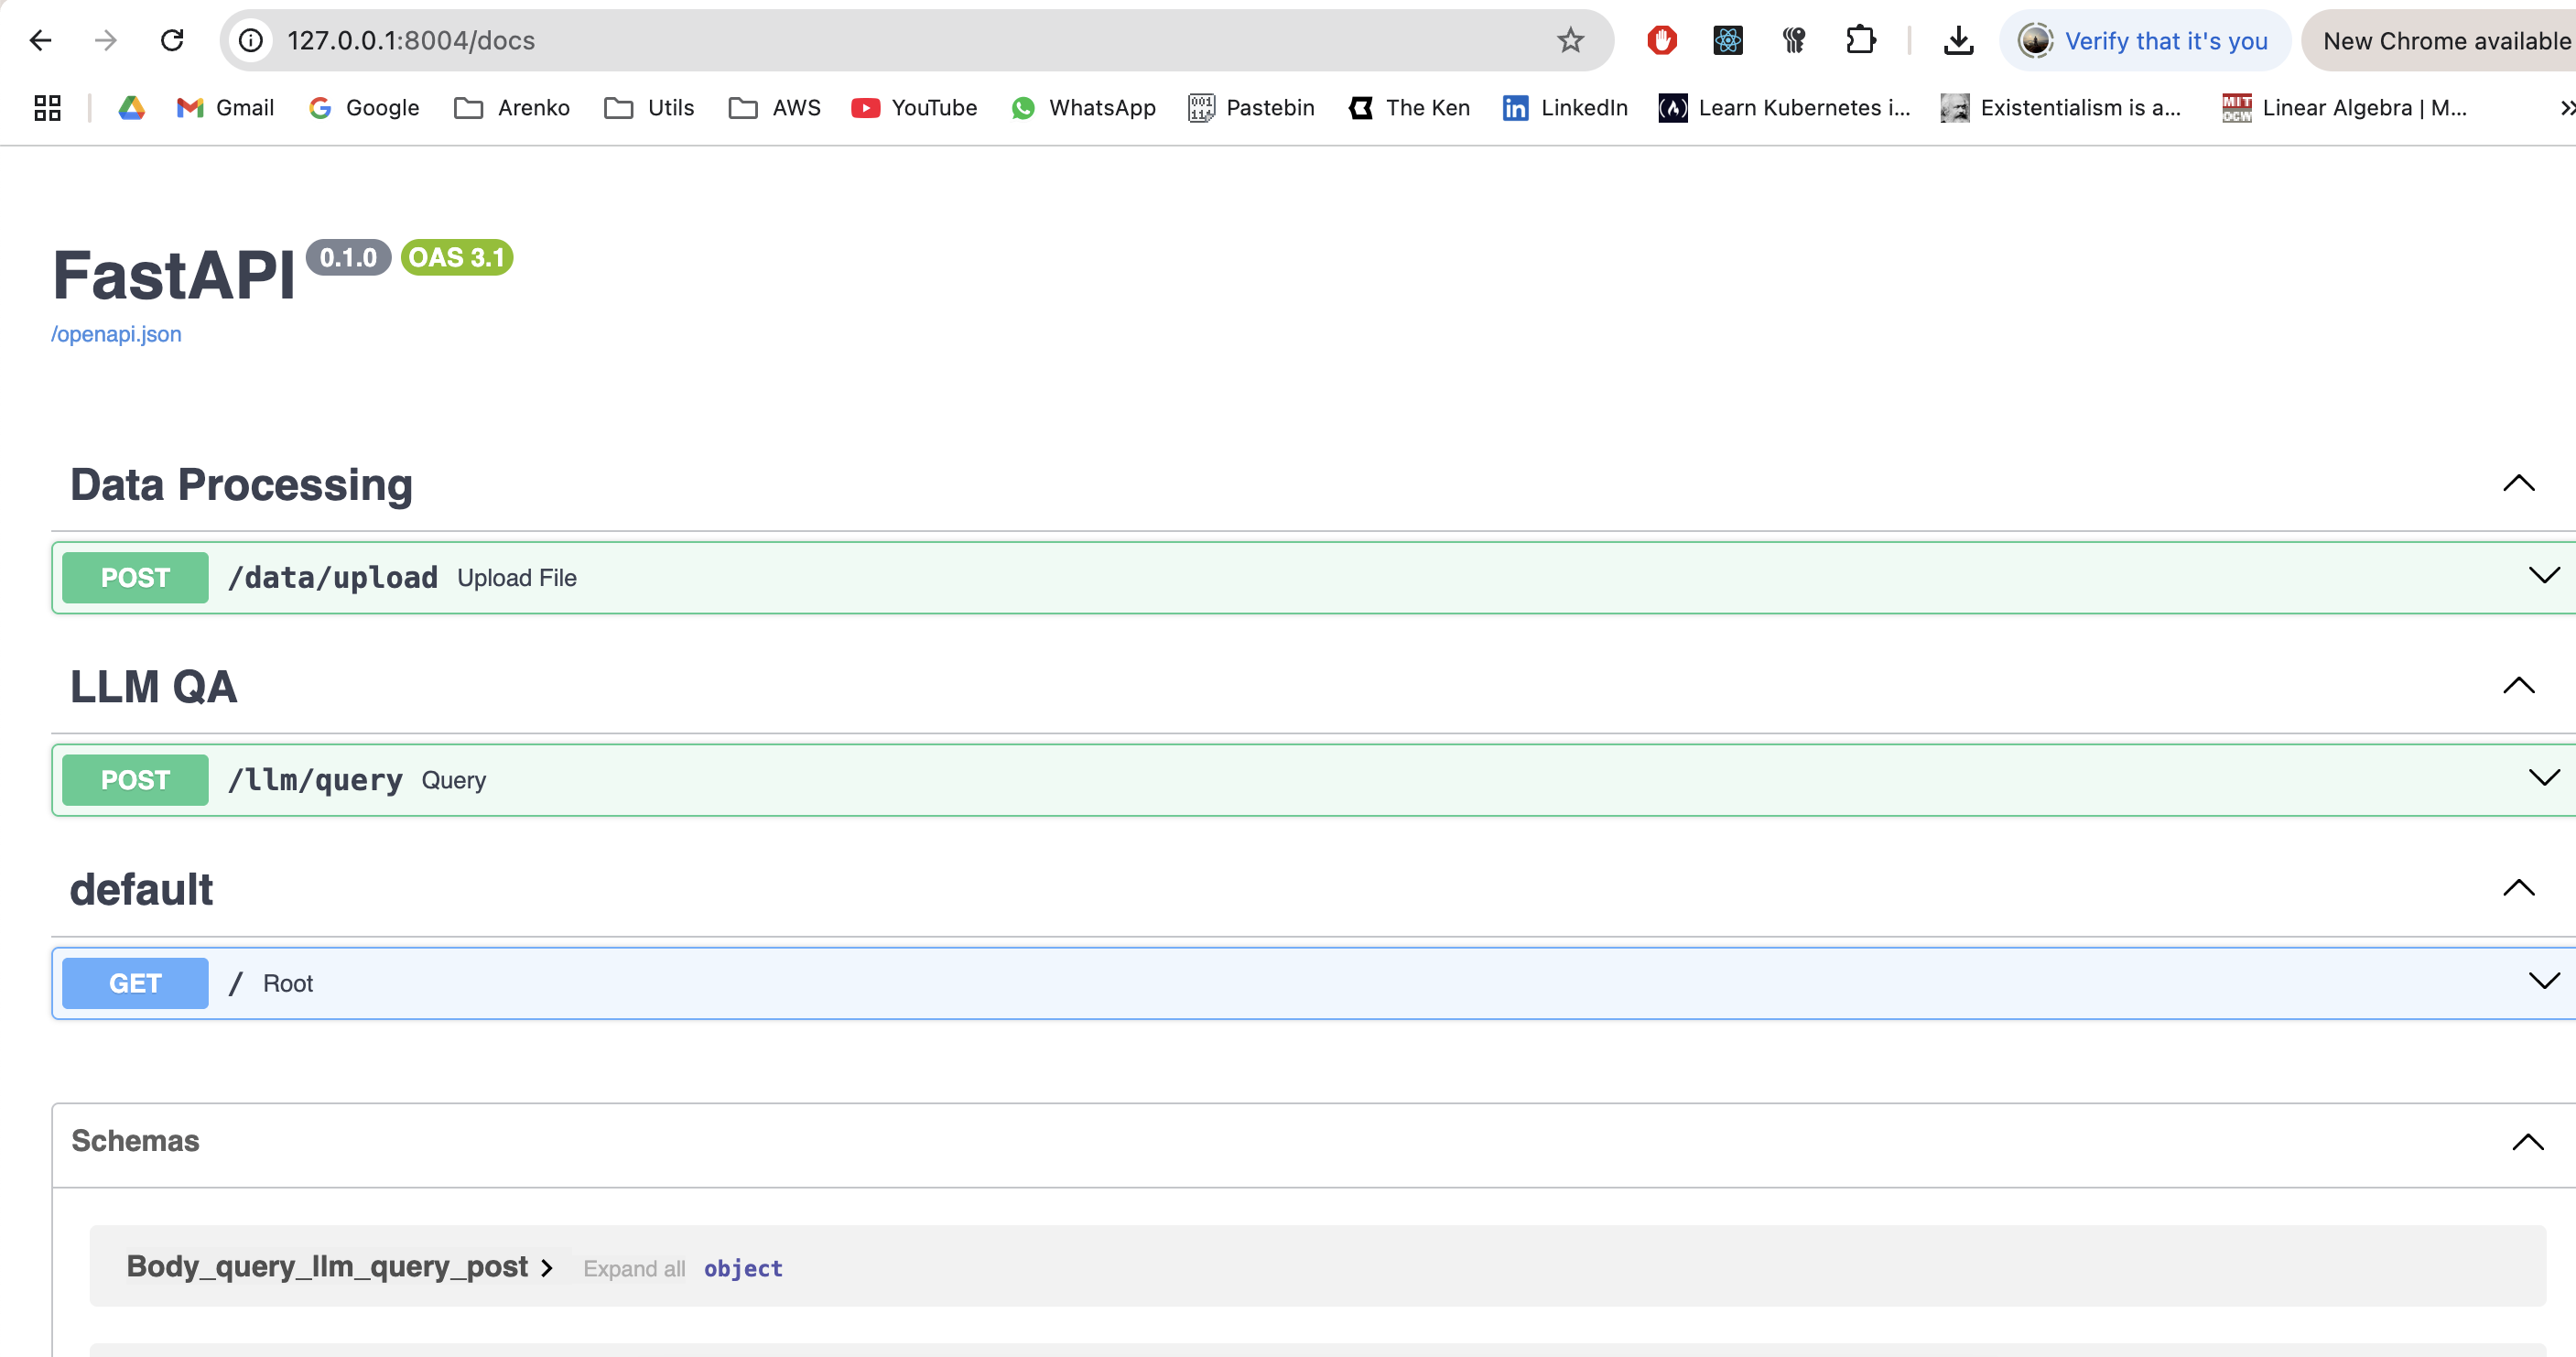 127.0.0.1:8004/docs
Verify that it's you
New Chrome available
Gmail Google Arenko Utils AWS YouTube WhatsApp Pastebin The Ken LinkedIn Learn Kubernetes i... Existentialism is a... Linear Algebra | M...
FastAPI 0.1.0 OAS 3.1
/openapi.json
Data Processing
POST /data/upload Upload File
LLM QA
POST /llm/query Query
default
GET / Root
Schemas
Body_query_llm_query_post Expand all object